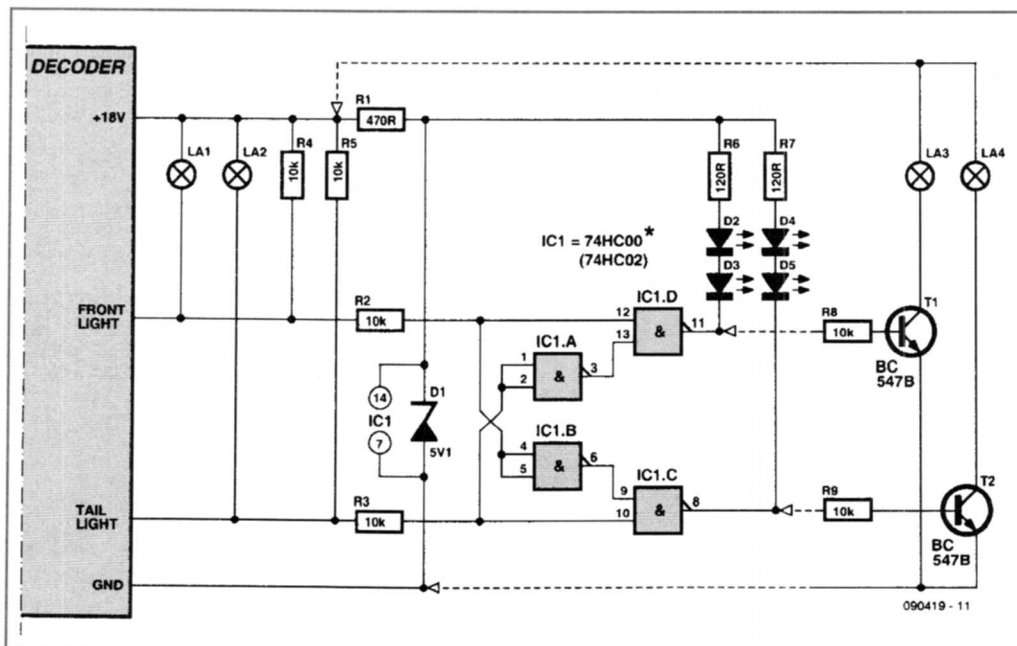 DECODER
+18V
LA1
LA2
R4
10k
R5
10k
R1
470R
R6
120R
R7
120R
LA3
LA4
IC1 = 74HC00*
(74HC02)
D2
D4
D3
D5
FRONT
LIGHT
R2
10k
IC1.D
12
13
&
11
R8
10k
T1
BC
547B
IC1.A
1
2
&
3
14
IC1
7
D1
5V1
IC1.B
4
5
&
6
IC1.C
9
10
&
8
TAIL
LIGHT
R3
10k
R9
10k
T2
BC
547B
GND
090419 - 11